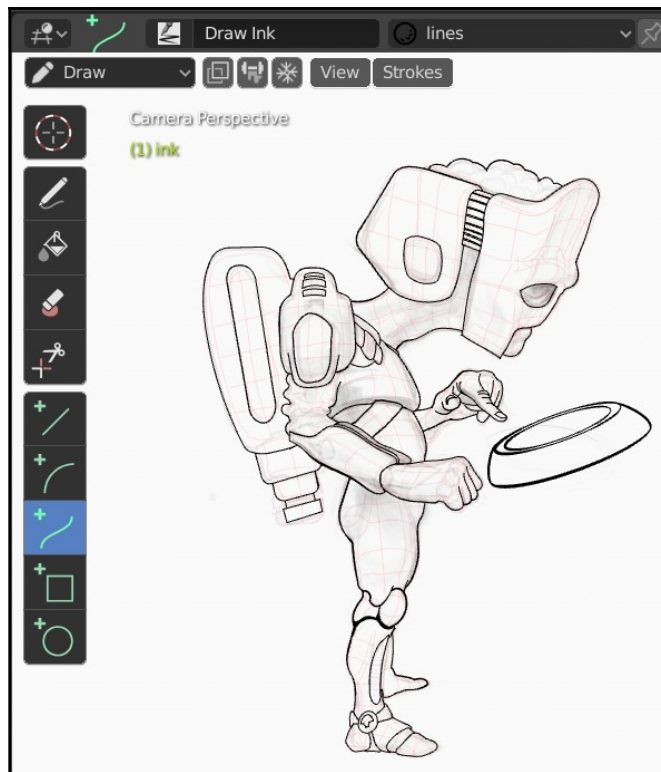 Draw Ink lines
Draw View Strokes
Camera Perspective
(1) ink